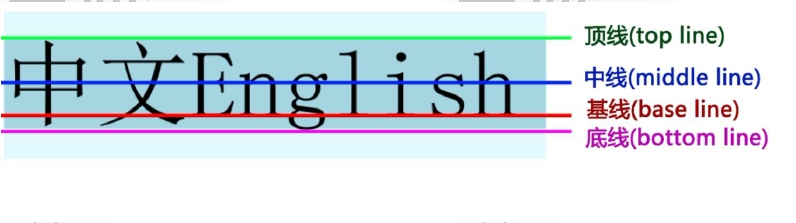 中文English
顶线(top line)
中线(middle line)
基线(base line)
底线(bottom line)